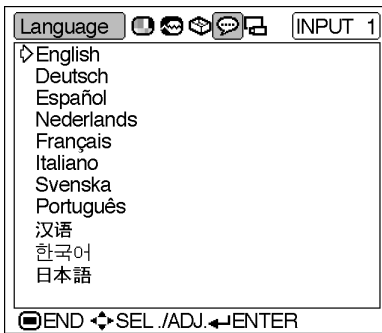 Language INPUT 1
English
Deutsch
Español
Nederlands
Français
Italiano
Svenska
Português
汉语
한국어
日本語
END SEL ./ADJ. ENTER